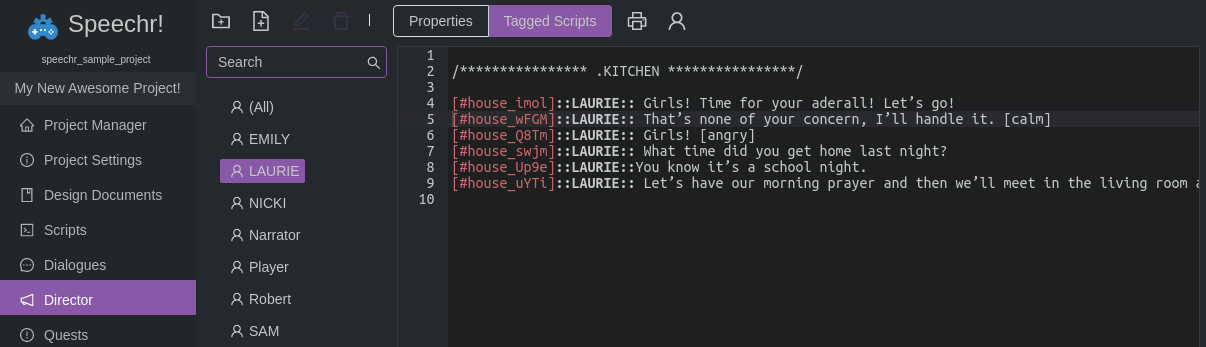 Speechr!
speechr_sample_project
My New Awesome Project!
Project Manager
Project Settings
Design Documents
Scripts
Dialogues
Director
Quests
Properties
Tagged Scripts
Search
(All)
EMILY
LAURIE
NICKI
Narrator
Player
Robert
SAM
1
2 /**************** .KITCHEN ****************/
3
4 [#house_imol]::LAURIE:: Girls! Time for your aderall! Let’s go!
5 [#house_wFGM]::LAURIE:: That’s none of your concern, I’ll handle it. [calm]
6 [#house_Q8Tm]::LAURIE:: Girls! [angry]
7 [#house_swjm]::LAURIE:: What time did you get home last night?
8 [#house_Up9e]::LAURIE::You know it’s a school night.
9 [#house_uYTi]::LAURIE:: Let’s have our morning prayer and then we’ll meet in the living room a
10